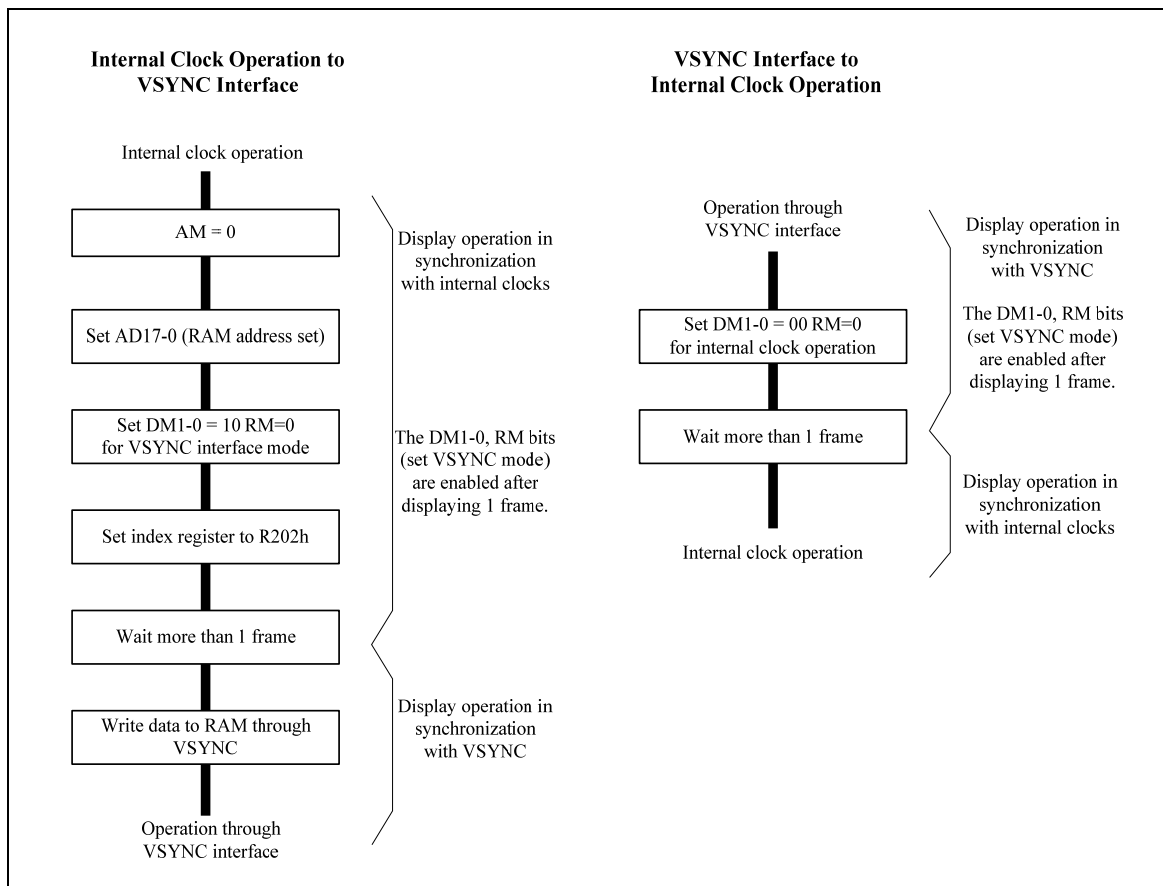 Internal Clock Operation to
VSYNC Interface
Internal clock operation
AM = 0
Set AD17-0 (RAM address set)
Set DM1-0 = 10 RM=0
for VSYNC interface mode
Set index register to R202h
Wait more than 1 frame
Write data to RAM through
VSYNC
Operation through
VSYNC interface
Display operation in
synchronization
with internal clocks
The DM1-0, RM bits
(set VSYNC mode)
are enabled after
displaying 1 frame.
Display operation in
synchronization
with VSYNC
VSYNC Interface to
Internal Clock Operation
Operation through
VSYNC interface
Set DM1-0 = 00 RM=0
for internal clock operation
Wait more than 1 frame
Internal clock operation
Display operation in
synchronization
with VSYNC
The DM1-0, RM bits
(set VSYNC mode)
are enabled after
displaying 1 frame.
Display operation in
synchronization
with internal clocks